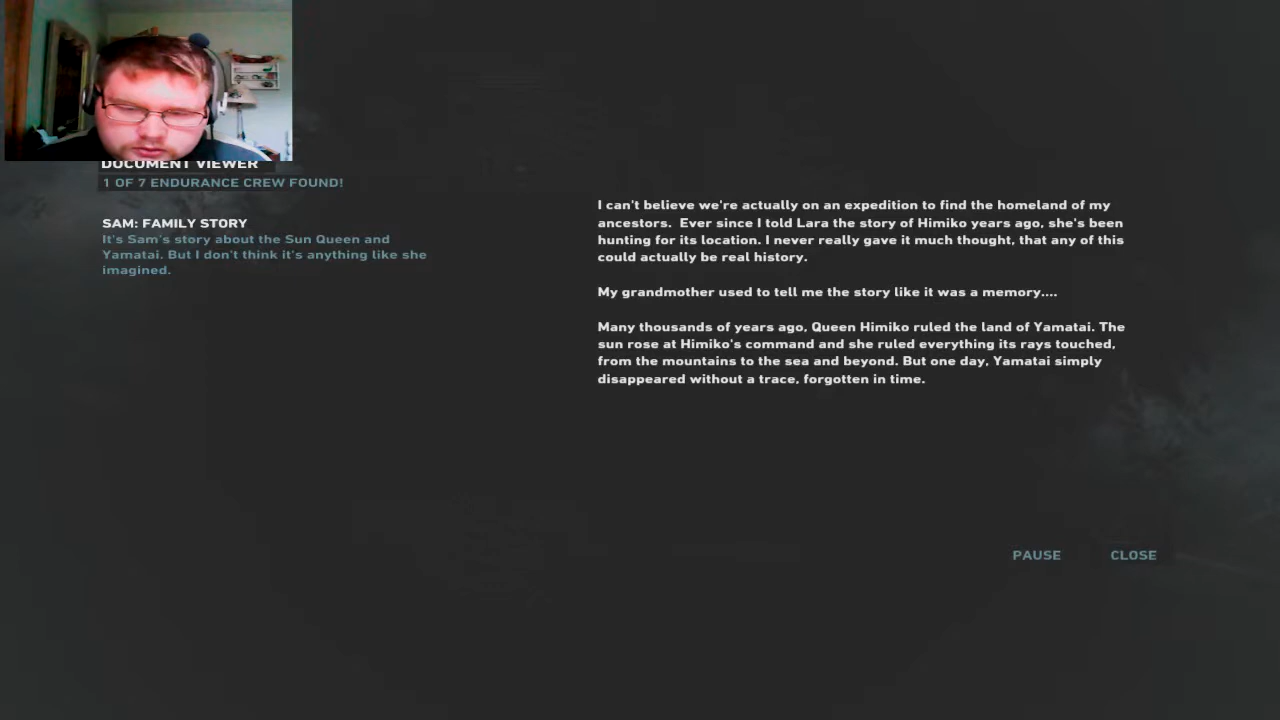 DOCUMENT VIEWER
1 OF 7 ENDURANCE CREW FOUND!
SAM: FAMILY STORY
It's Sam's story about the Sun Queen and
Yamatai. But I don't think it's anything like she
imagined.
I can't believe we're actually on an expedition to find the homeland of my
ancestors.  Ever since I told Lara the story of Himiko years ago, she's been
hunting for its location. I never really gave it much thought, that any of this
could actually be real history.
My grandmother used to tell me the story like it was a memory....
Many thousands of years ago, Queen Himiko ruled the land of Yamatai. The
sun rose at Himiko's command and she ruled everything its rays touched,
from the mountains to the sea and beyond. But one day, Yamatai simply
disappeared without a trace, forgotten in time.
PAUSE
CLOSE